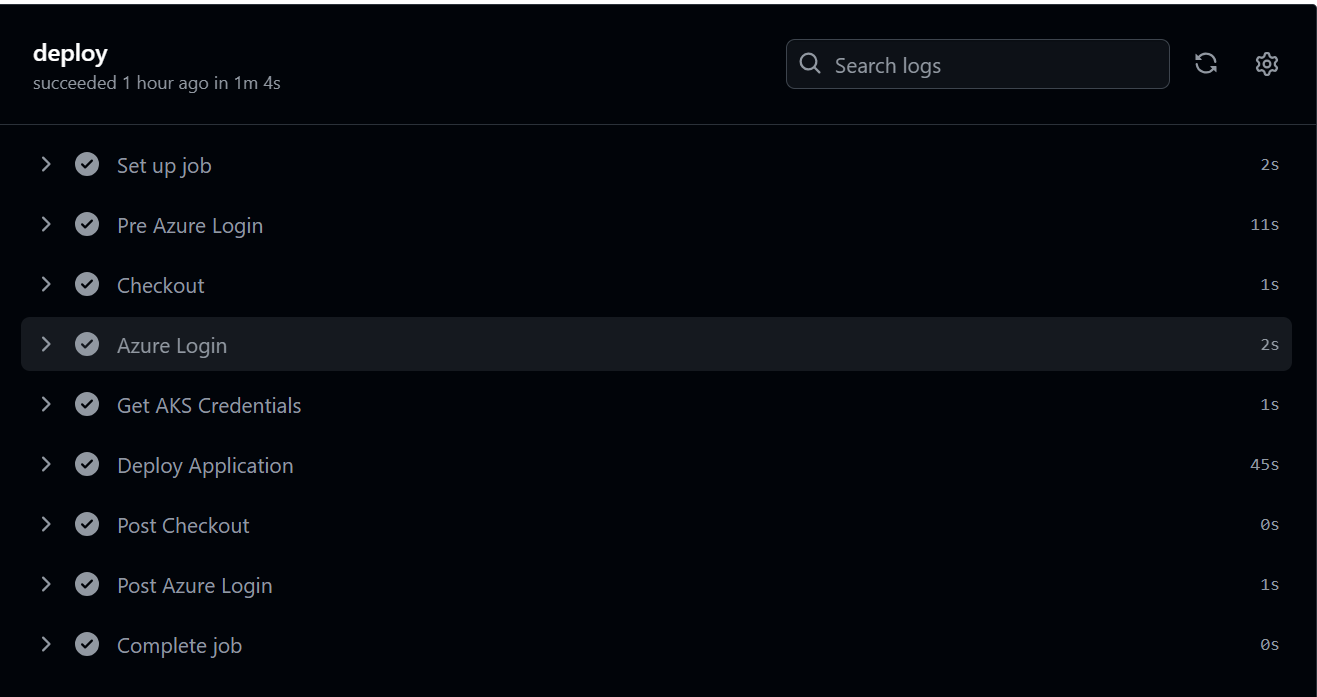 deploy
succeeded 1 hour ago in 1m 4s
Search logs
Set up job 2s
Pre Azure Login 11s
Checkout 1s
Azure Login 2s
Get AKS Credentials 1s
Deploy Application 45s
Post Checkout 0s
Post Azure Login 1s
Complete job 0s